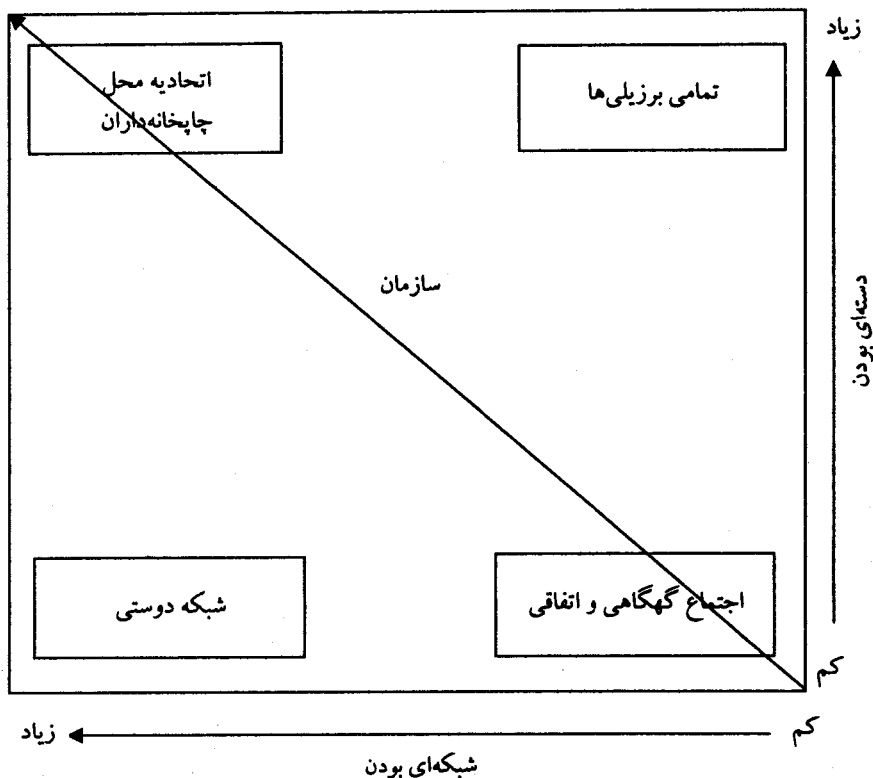 زیاد
تمامی برزیلی‌ها
اتحادیه محل
چاپخانه‌داران
سازمان
دسته‌ای بودن
اجتماع گهگاهی و اتفاقی
شبکه دوستی
کم
کم
زیاد
شبکه‌ای بودن